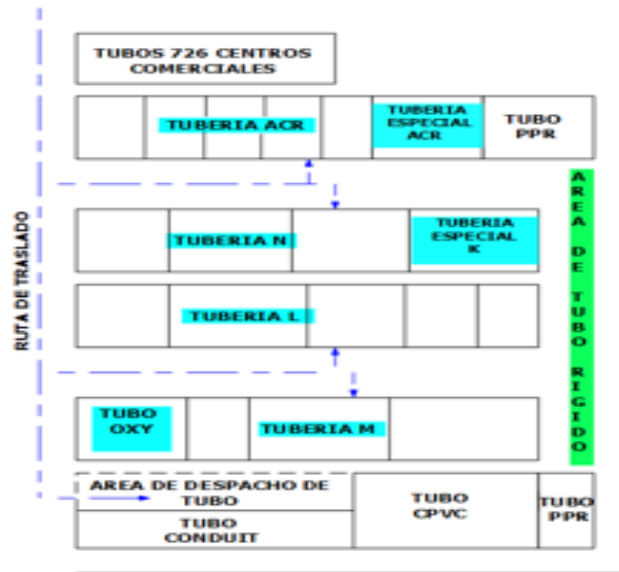 TUBOS 726 CENTROS
COMERCIALES
TUBERIA ACR
TUBERIA
ESPECIAL
ACR
TUBO
PPR
RUTA DE TRASLADO
AREA DE TUBO RIGIDO
TUBERIA N
TUBERIA
ESPECIAL
K
TUBERIA L
TUBO
OXY
TUBERIA M
AREA DE DESPACHO DE
TUBO
TUBO
CONDUIT
TUBO
CPVC
TUBO
PPR